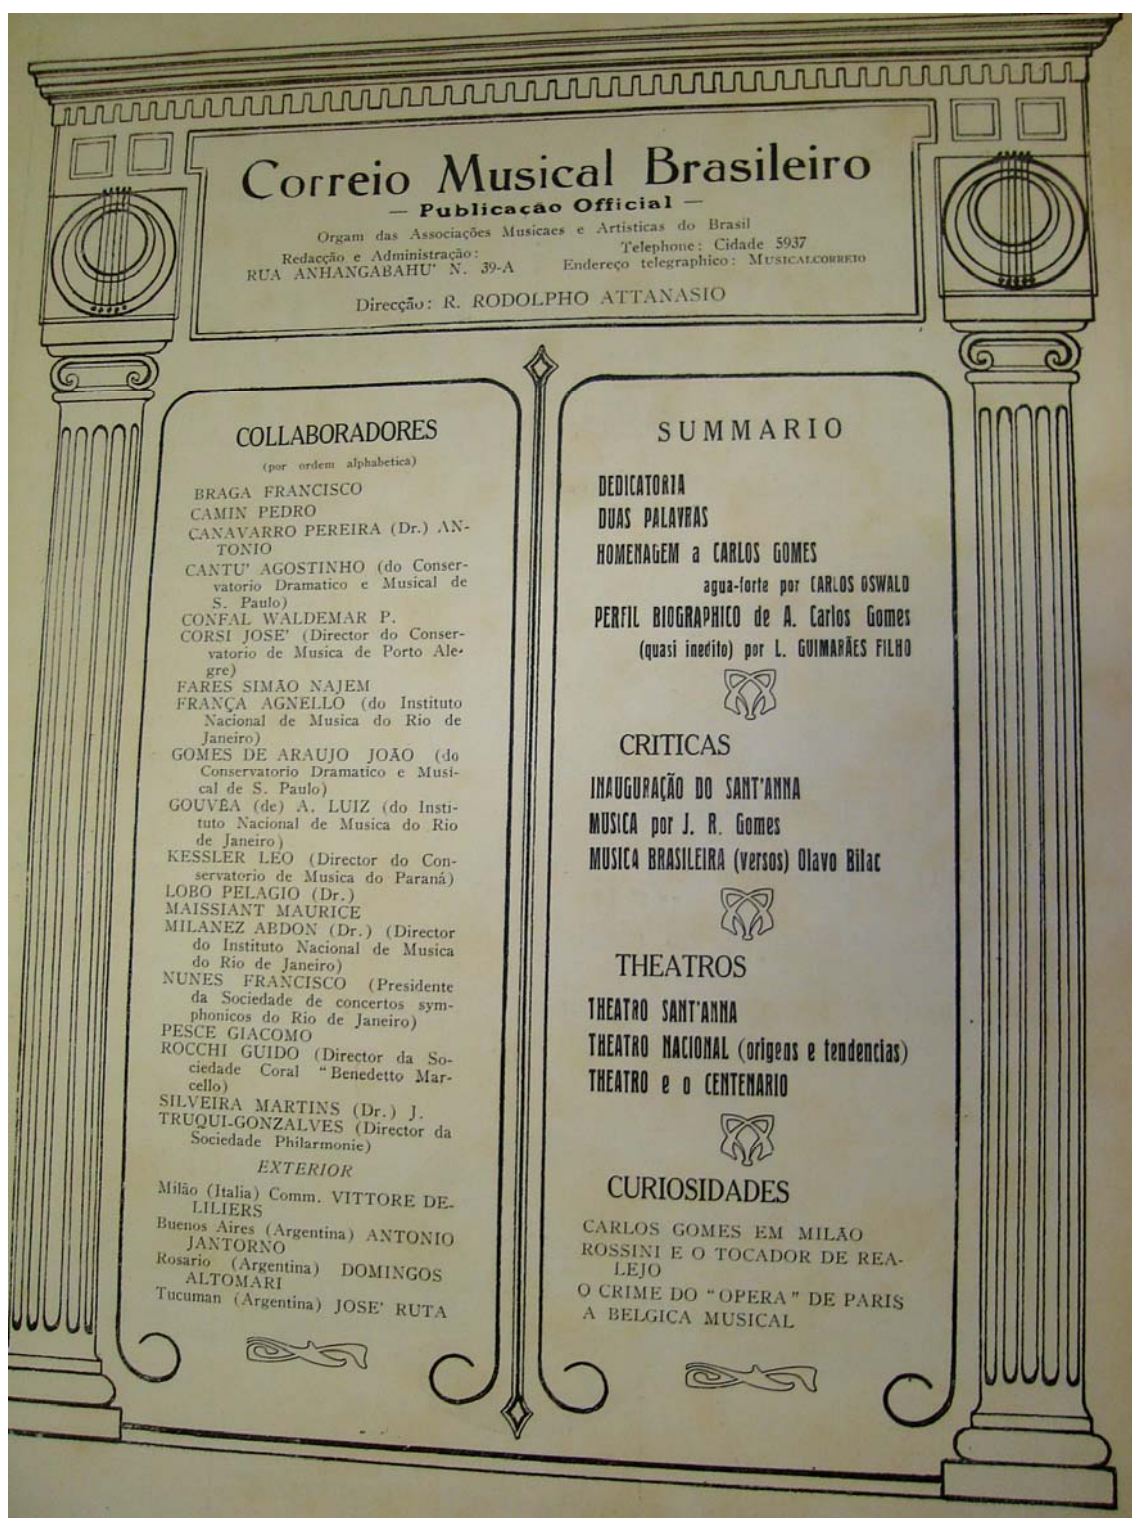 Correio Musical Brasileiro
— Publicação Official —
Orgam das Associações Musicaes e Artisticas do Brasil
Redacção e Administração:
RUA ANHANGABAHU' N. 39-A
Telephone: Cidade 5937
Endereço telegraphico: MUSICALCORREIO
Direcção: R. RODOLPHO ATTANASIO
COLLABORADORES
(por ordem alphabetica)
BRAGA FRANCISCO
CAMIN PEDRO
CANAVARRO PEREIRA (Dr.) AN-
TONIO
CANTU' AGOSTINHO (do Conser-
vatorio Dramatico e Musical de
S. Paulo)
CONFAL WALDEMAR P.
CORSI JOSE' (Director do Conser-
vatorio de Musica de Porto Ale-
gre)
FARES SIMÃO NAJEM
FRANÇA AGNELLO (do Instituto
Nacional de Musica do Rio de
Janeiro)
GOMES DE ARAUJO JOÃO (do
Conservatorio Dramatico e Musi-
cal de S. Paulo)
GOUVÊA (de) A. LUIZ (do Insti-
tuto Nacional de Musica do Rio
de Janeiro)
KESSLER LEO (Director do Con-
servatorio de Musica do Paraná)
LOBO PELAGIO (Dr.)
MAISSIANT MAURICE
MILANEZ ABDON (Dr.) (Director
do Instituto Nacional de Musica
do Rio de Janeiro)
NUNES FRANCISCO (Presidente
da Sociedade de concertos sym-
phonicos do Rio de Janeiro)
PESCE GIACOMO
ROCCHI GUIDO (Director da So-
ciedade Coral "Benedetto Mar-
cello)
SILVEIRA MARTINS (Dr.) J.
TRUQUI-GONZALVES (Director da
Sociedade Philarmonie)
EXTERIOR
Milão (Italia) Comm. VITTORE DE-
LILIERS
Buenos Aires (Argentina) ANTONIO
JANTORNO
Rosario (Argentina) DOMINGOS
ALTOMARI
Tucuman (Argentina) JOSE' RUTA
SUMMARIO
DEDICATORIA
DUAS PALAVRAS
HOMENAGEM a CARLOS GOMES
agua-forte por CARLOS OSWALD
PERFIL BIOGRAPHICO de A. Carlos Gomes
(quasi inedito) por L. GUIMARÃES FILHO
CRITICAS
INAUGURAÇÃO DO SANT'ANNA
MUSICA por J. R. Gomes
MUSICA BRASILEIRA (versos) Olavo Bilac
THEATROS
THEATRO SANT'ANNA
THEATRO NACIONAL (origens e tendencias)
THEATRO e o CENTENARIO
CURIOSIDADES
CARLOS GOMES EM MILÃO
ROSSINI E O TOCADOR DE REA-
LEJO
O CRIME DO "OPERA" DE PARIS
A BELGICA MUSICAL